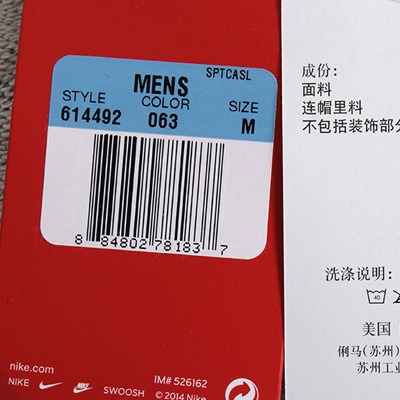 SPTCASL
MENS
STYLE COLOR SIZE
614492 063 M
8 84802 78183 7
nike.com
NIKE SWOOSH
IM# 526162
© 2014 Nike
成份：
面料
连帽里料
不包括装饰部分
洗涤说明：
40
美国
俐马(苏州)
苏州工业